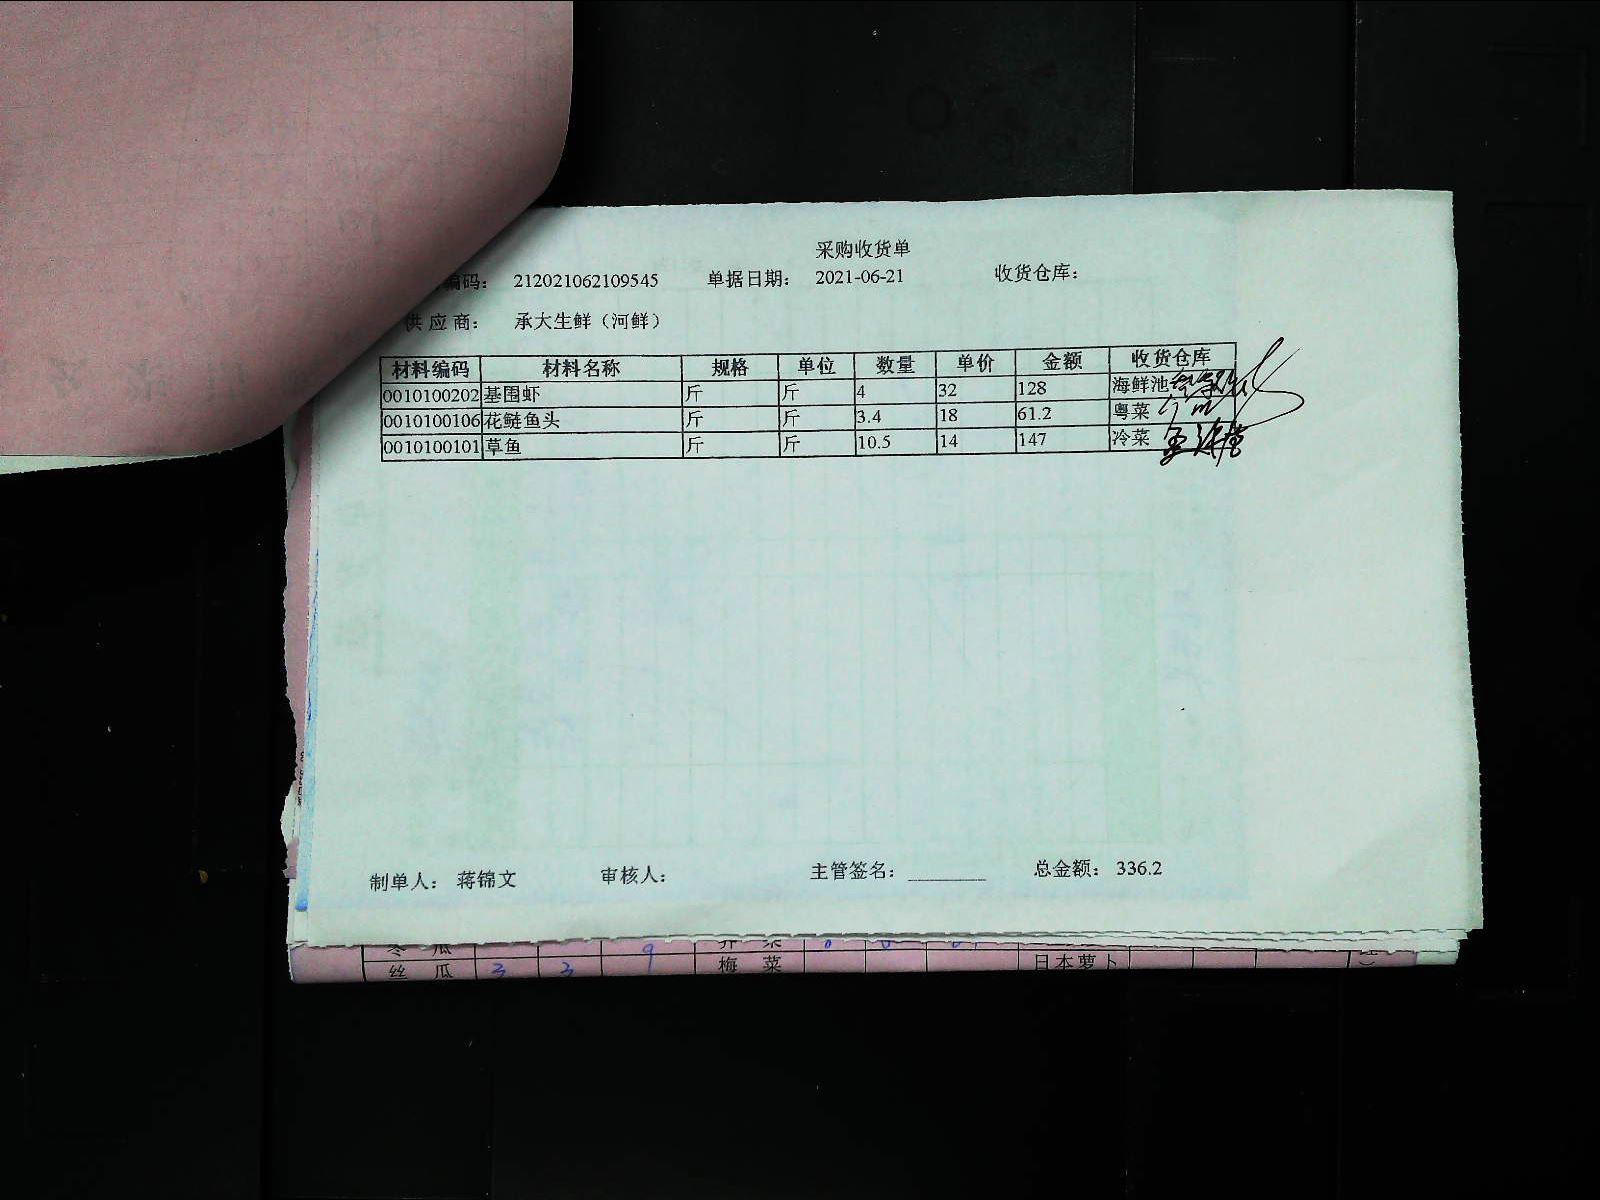 采购收货单
编码： 212021062109545 单据日期： 2021-06-21 收货仓库：
供应商： 承大生鲜（河鲜）
材料编码 材料名称 规格 单位 数量 单价 金额 收货仓库
0010100202 基围虾 斤 斤 4 32 128 海鲜池
0010100106 花鲢鱼头 斤 斤 3.4 18 61.2 粤菜
0010100101 草鱼 斤 斤 10.5 14 147 冷菜
制单人： 蒋锦文 审核人： 主管签名： 总金额： 336.2
丝瓜 3 3 9 梅菜 日本萝卜